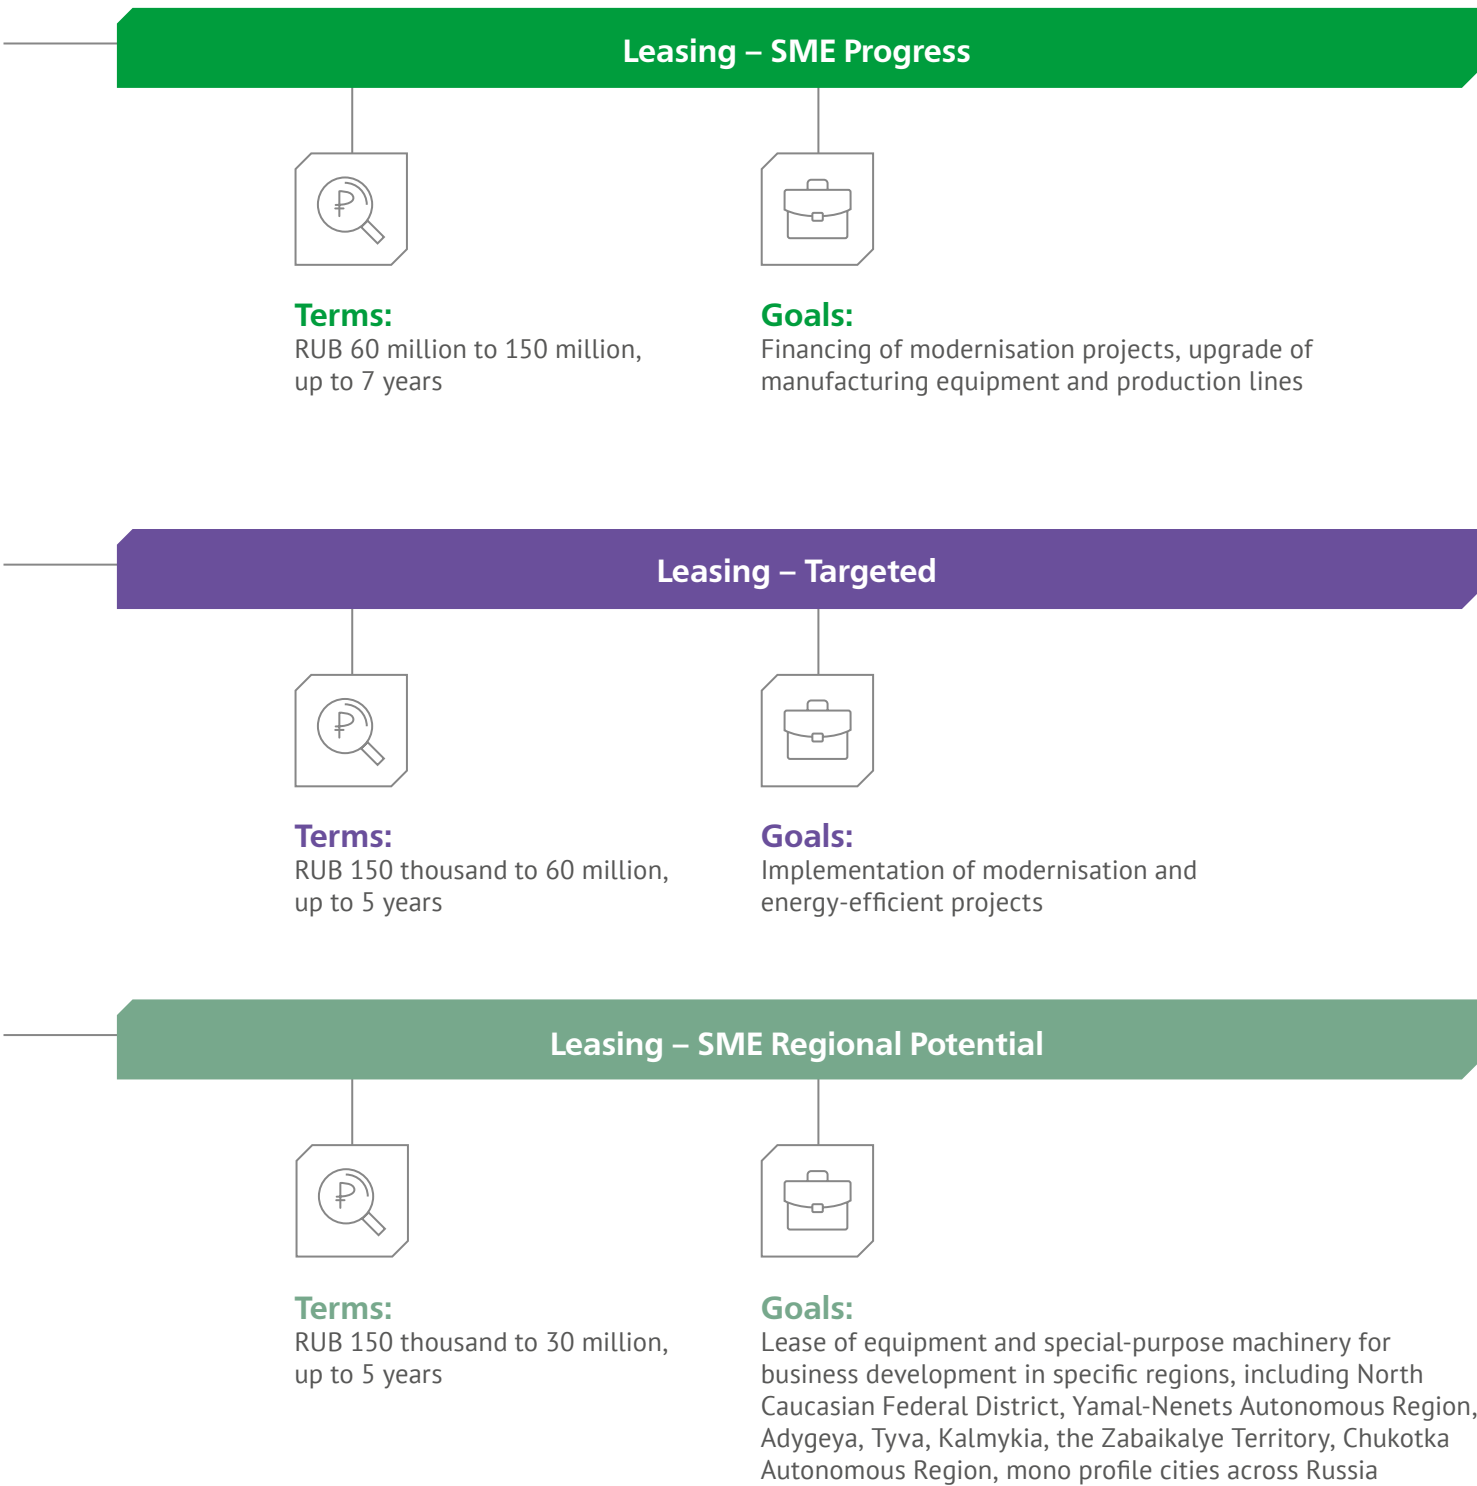 Leasing – SME Progress
Terms:
RUB 60 million to 150 million,
up to 7 years
Goals:
Financing of modernisation projects, upgrade of
manufacturing equipment and production lines
Leasing – Targeted
Terms:
RUB 150 thousand to 60 million,
up to 5 years
Goals:
Implementation of modernisation and
energy-efficient projects
Leasing – SME Regional Potential
Terms:
RUB 150 thousand to 30 million,
up to 5 years
Goals:
Lease of equipment and special-purpose machinery for
business development in specific regions, including North
Caucasian Federal District, Yamal-Nenets Autonomous Region,
Adygeya, Tyva, Kalmykia, the Zabaikalye Territory, Chukotka
Autonomous Region, mono profile cities across Russia